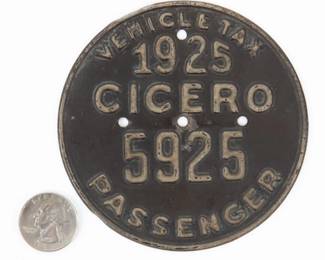 VEHICLE TAX
1925
CICERO
5925
PASSENGER